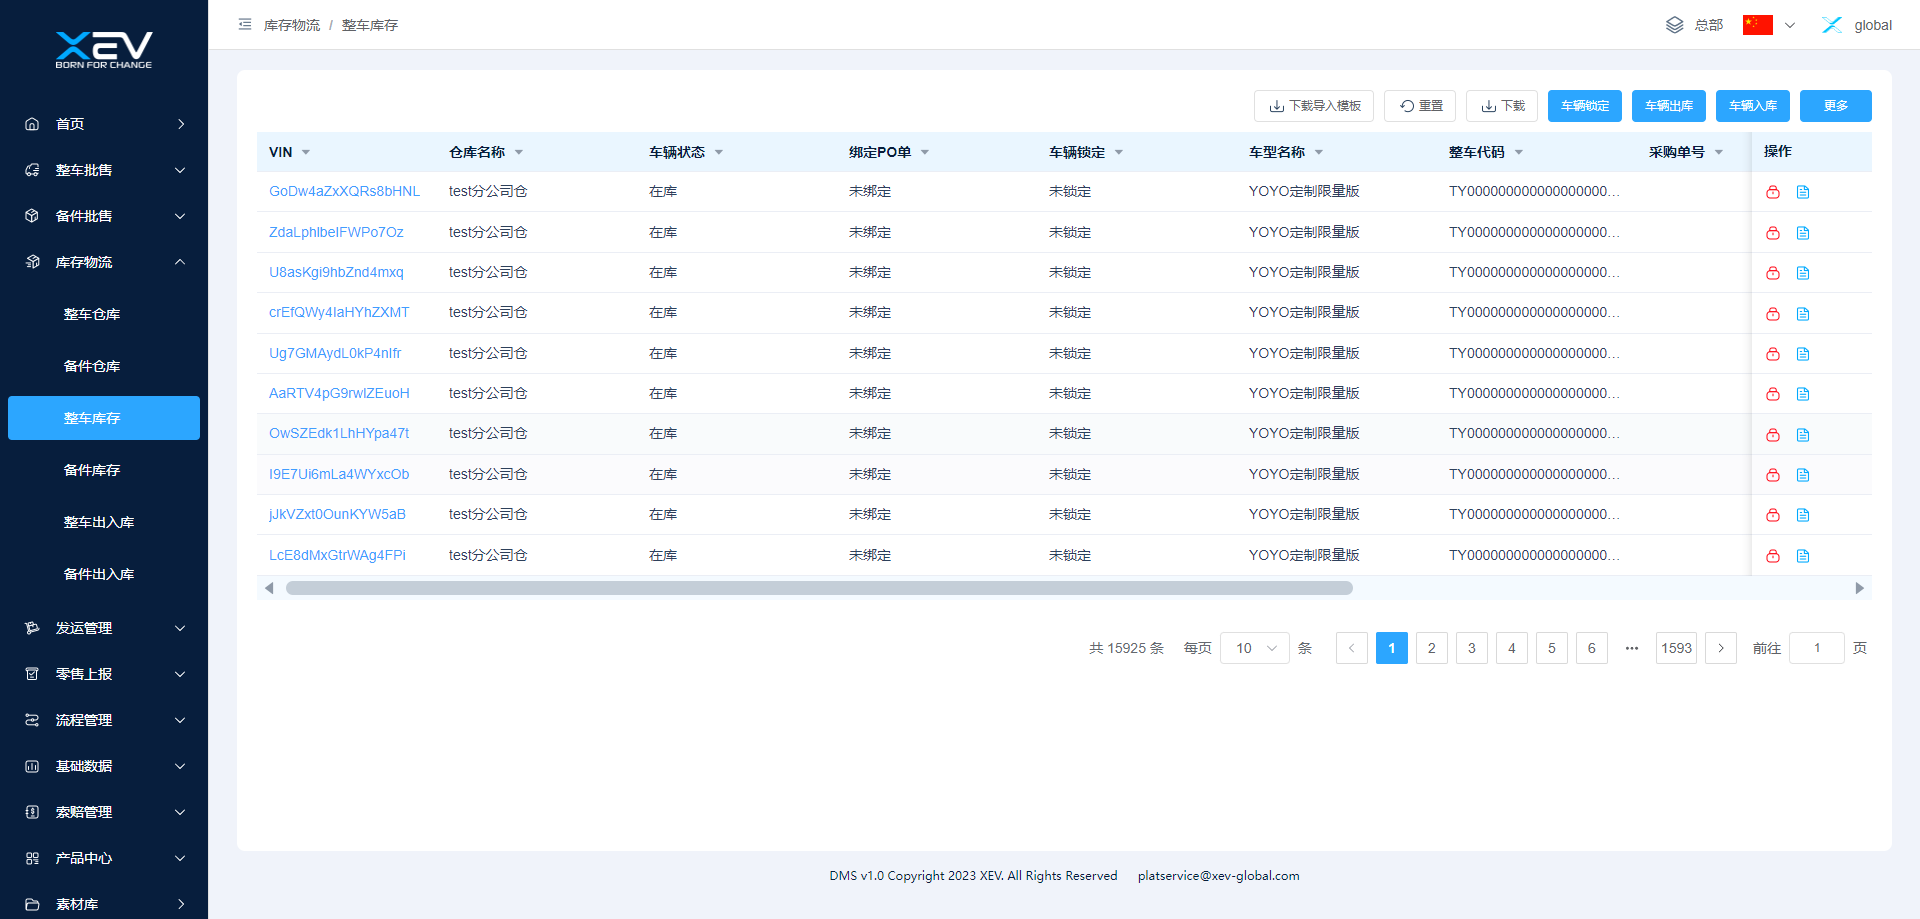 XEV
BORN FOR CHANGE
首页
整车批售
备件批售
库存物流
整车仓库
备件仓库
整车库存
备件库存
整车出入库
备件出入库
发运管理
零售上报
流程管理
基础数据
索赔管理
产品中心
素材库
库存物流 / 整车库存
总部
global
下载导入模板 重置 下载 车辆锁定 车辆出库 车辆入库 更多
VIN 仓库名称 车辆状态 绑定PO单 车辆锁定 车型名称 整车代码 采购单号 操作
GoDw4aZxXQRs8bHNL test分公司仓 在库 未绑定 未锁定 YOYO定制限量版 TY000000000000000000...
ZdaLphlbeIFWPo7Oz test分公司仓 在库 未绑定 未锁定 YOYO定制限量版 TY000000000000000000...
U8asKgi9hbZnd4mxq test分公司仓 在库 未绑定 未锁定 YOYO定制限量版 TY000000000000000000...
crEfQWy4IaHYhZXMT test分公司仓 在库 未绑定 未锁定 YOYO定制限量版 TY000000000000000000...
Ug7GMAydL0kP4nIfr test分公司仓 在库 未绑定 未锁定 YOYO定制限量版 TY000000000000000000...
AaRTV4pG9rwlZEuoH test分公司仓 在库 未绑定 未锁定 YOYO定制限量版 TY000000000000000000...
OwSZEdk1LhHYpa47t test分公司仓 在库 未绑定 未锁定 YOYO定制限量版 TY000000000000000000...
I9E7Ui6mLa4WYxcOb test分公司仓 在库 未绑定 未锁定 YOYO定制限量版 TY000000000000000000...
jJkVZxt0OunKYW5aB test分公司仓 在库 未绑定 未锁定 YOYO定制限量版 TY000000000000000000...
LcE8dMxGtrWAg4FPi test分公司仓 在库 未绑定 未锁定 YOYO定制限量版 TY000000000000000000...
共 15925 条 每页 10 条 1 2 3 4 5 6 ••• 1593 前往 1 页
DMS v1.0 Copyright 2023 XEV. All Rights Reserved platservice@xev-global.com